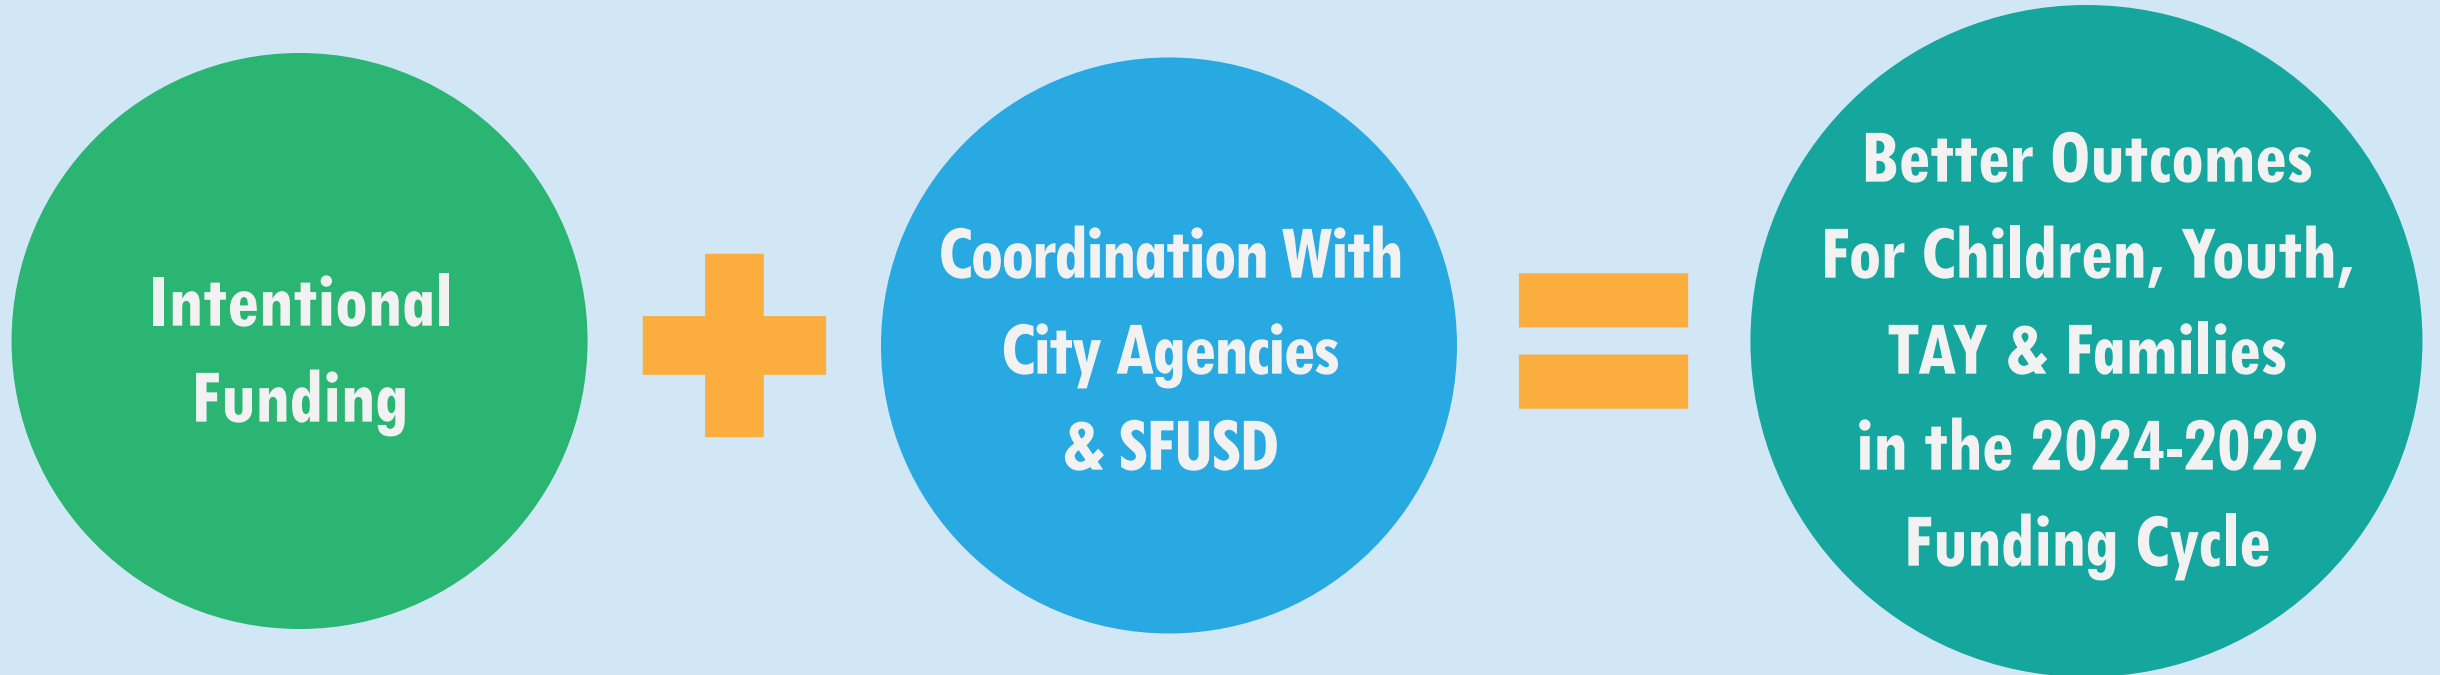 Intentional
Funding
Coordination With
City Agencies
& SFUSD
Better Outcomes
For Children, Youth,
TAY & Families
in the 2024-2029
Funding Cycle